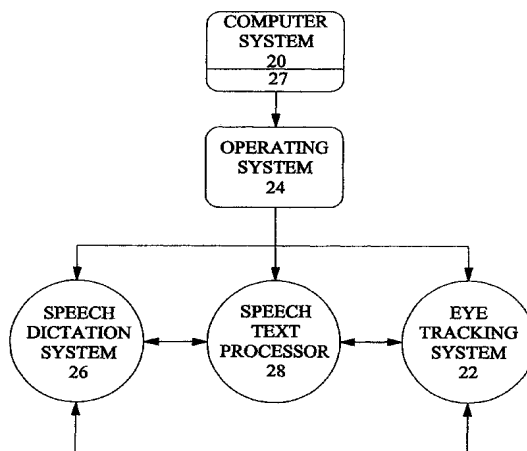 COMPUTER
SYSTEM
20
27
OPERATING
SYSTEM
24
SPEECH
DICTATION
SYSTEM
26
SPEECH
TEXT
PROCESSOR
28
EYE
TRACKING
SYSTEM
22